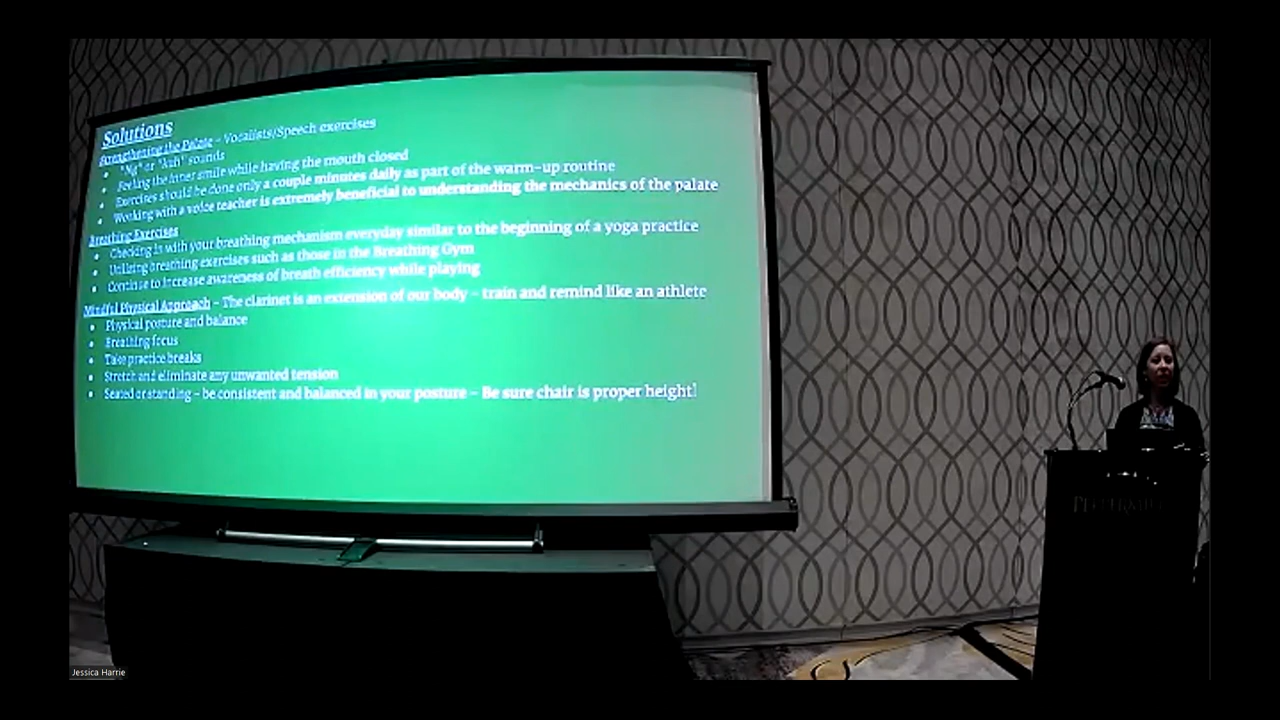 Solutions
Strengthening the Palate – Vocalists/Speech exercises
• "Ng" or "kuh" sounds
• Feeling the inner smile while having the mouth closed
• Exercises should be done only a couple minutes daily as part of the warm-up routine
• Working with a voice teacher is extremely beneficial to understanding the mechanics of the palate
Breathing Exercises
• Checking in with your breathing mechanism everyday similar to the beginning of a yoga practice
• Utilizing breathing exercises such as those in the Breathing Gym
• Continue to increase awareness of breath efficiency while playing
Mindful Physical Approach – The clarinet is an extension of our body – train and remind like an athlete
• Physical posture and balance
• Breathing focus
• Take practice breaks
• Stretch and eliminate any unwanted tension
• Seated or standing – be consistent and balanced in your posture – Be sure chair is proper height!
Jessica Harrie